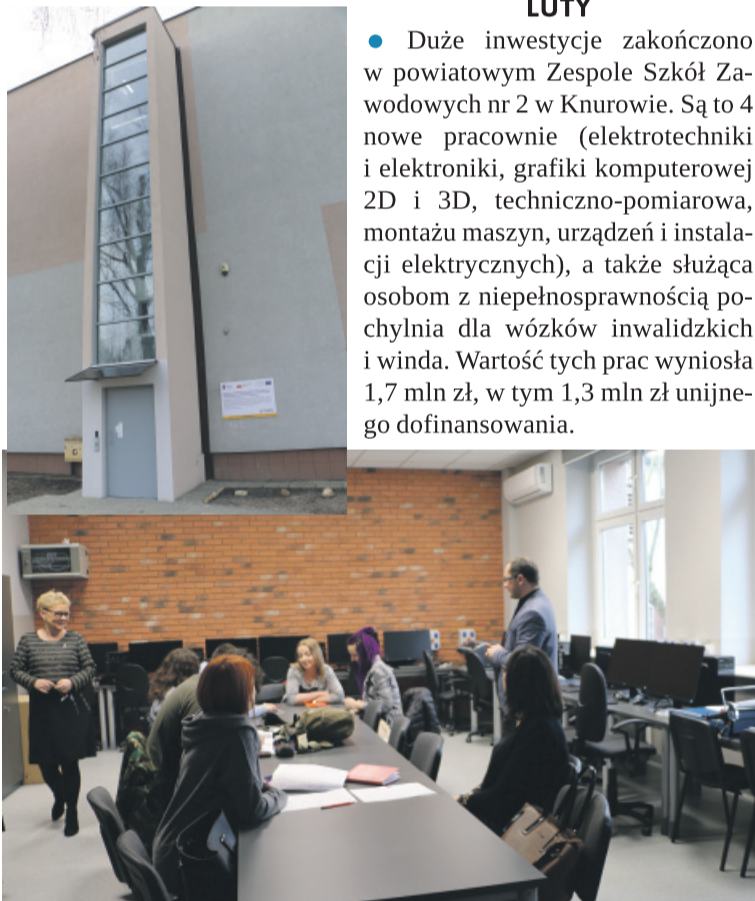 LUTY
● Duże inwestycje zakończono
w powiatowym Zespole Szkół Za-
wodowych nr 2 w Knurowie. Są to 4
nowe pracownie (elektrotechniki
i elektroniki, grafiki komputerowej
2D i 3D, techniczno-pomiarowa,
montażu maszyn, urządzeń i instala-
cji elektrycznych), a także służąca
osobom z niepełnosprawnością po-
chylnia dla wózków inwalidzkich
i winda. Wartość tych prac wyniosła
1,7 mln zł, w tym 1,3 mln zł unijne-
go dofinansowania.